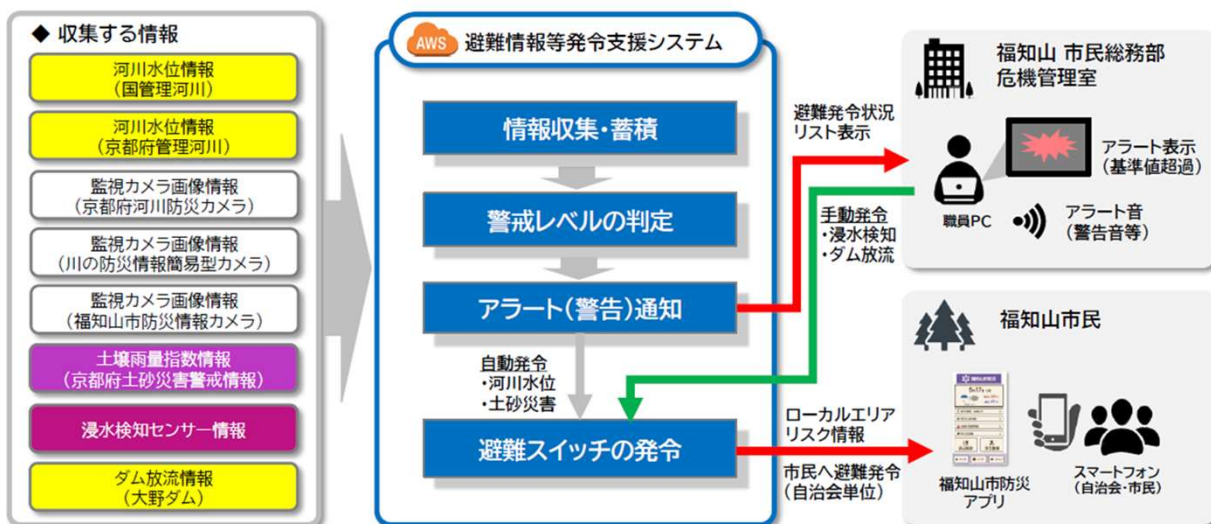 ◆ 収集する情報
河川水位情報
(国管理河川)
河川水位情報
(京都府管理河川)
監視カメラ画像情報
(京都府河川防災カメラ)
監視カメラ画像情報
(川の防災情報簡易型カメラ)
監視カメラ画像情報
(福知山市防災情報カメラ)
土壌雨量指数情報
(京都府土砂災害警戒情報)
浸水検知センサー情報
ダム放流情報
(大野ダム)
AWS 避難情報等発令支援システム
情報収集・蓄積
警戒レベルの判定
アラート(警告)通知
自動発令
・河川水位
・土砂災害
避難スイッチの発令
避難発令状況
リスト表示
手動発令
・浸水検知
・ダム放流
ローカルエリア
リスク情報
市民へ避難発令
(自治会単位)
福知山 市民総務部
危機管理室
アラート表示
(基準値超過)
職員PC
アラート音
(警告音等)
福知山市民
福知山市防災
アプリ
スマートフォン
(自治会・市民)